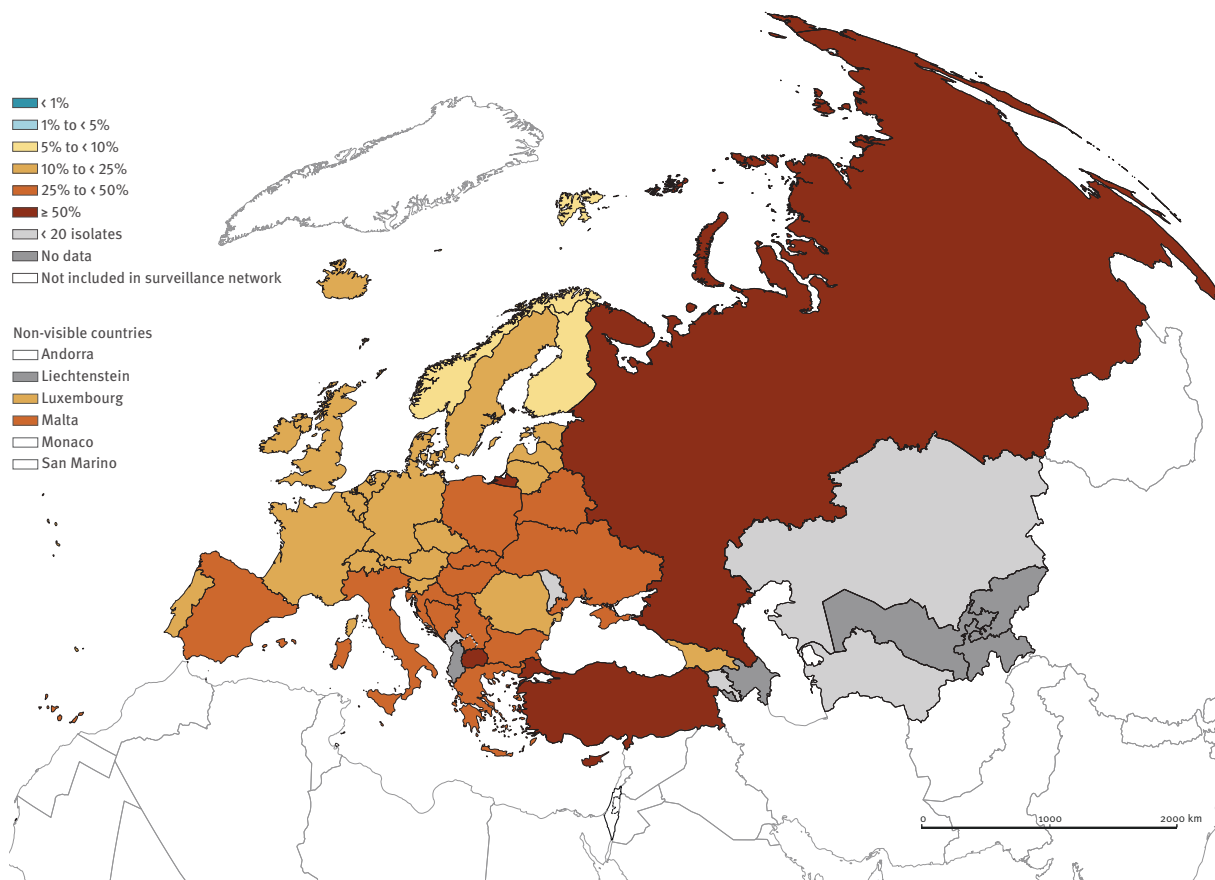 < 1%
1% to < 5%
5% to < 10%
10% to < 25%
25% to < 50%
≥ 50%
< 20 isolates
No data
Not included in surveillance network
Non-visible countries
Andorra
Liechtenstein
Luxembourg
Malta
Monaco
San Marino
0 1000 2000 km